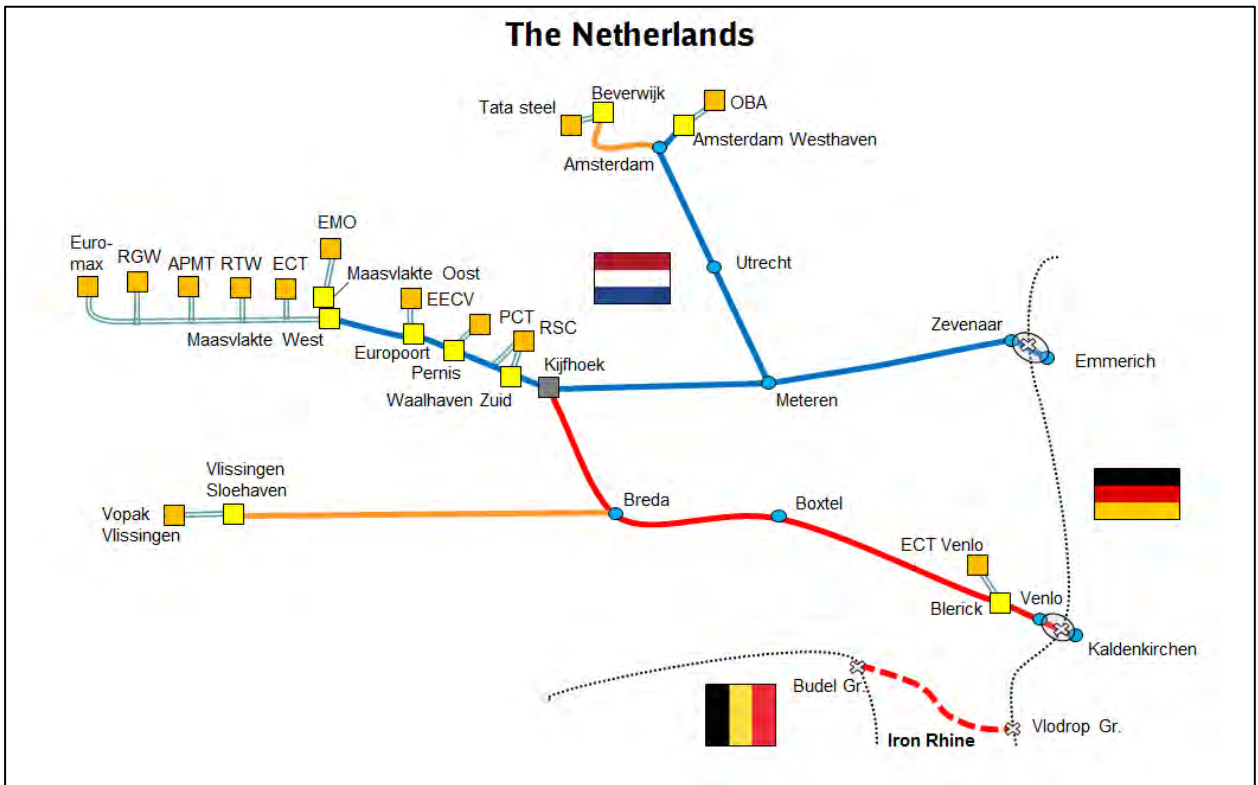 The Netherlands
Beverwijk
Tata steel
OBA
Amsterdam Westhaven
Amsterdam
EMO
Euro-
max
RGW
APMT
RTW
ECT
Maasvlakte Oost
EECV
PCT
RSC
Utrecht
Maasvlakte West
Europoort
Pernis
Kijfhoek
Waalhaven Zuid
Zevenaar
Emmerich
Meteren
Vlissingen
Sloehaven
Vopak
Vlissingen
Breda
Boxtel
ECT Venlo
Blerick
Venlo
Kaldenkirchen
Budel Gr.
Iron Rhine
Vlodrop Gr.